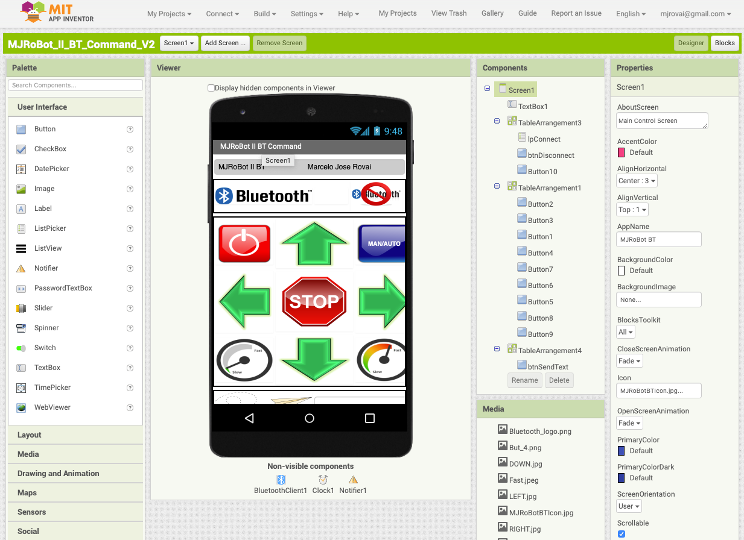 MIT
APP INVENTOR
My Projects
Connect
Build
Settings
Help
My Projects
View Trash
Gallery
Guide
Report an Issue
English
mjrovai@gmail.com
MJRoBot_II_BT_Command_V2
Screen1
Add Screen ...
Remove Screen
Designer
Blocks
Palette
Search Components...
User Interface
Button
CheckBox
DatePicker
Image
Label
ListPicker
ListView
Notifier
PasswordTextBox
Slider
Spinner
Switch
TextBox
TimePicker
WebViewer
Layout
Media
Drawing and Animation
Maps
Sensors
Social
Viewer
Display hidden components in Viewer
9:48
MJRoBot II BT Command
MJRoBot II BT
Marcelo Jose Rovai
Screen1
Bluetooth™
Bluetooth
MAN/AUTO
STOP
Slow
Fast
Slow
Fast
Non-visible components
BluetoothClient1
Clock1
Notifier1
Components
Screen1
TextBox1
TableArrangement3
lpConnect
btnDisconnect
Button10
TableArrangement1
Button2
Button3
Button1
Button4
Button7
Button6
Button5
Button8
Button9
TableArrangement4
btnSendText
Rename
Delete
Media
Bluetooth_logo.png
But_4.png
DOWN.jpg
Fast.jpeg
LEFT.jpg
MJRoBotBTIcon.jpg
RIGHT.jpg
Properties
Screen1
AboutScreen
Main Control Screen
AccentColor
Default
AlignHorizontal
Center : 3
AlignVertical
Top : 1
AppName
MJRoBot BT
BackgroundColor
Default
BackgroundImage
None...
BlocksToolkit
All
CloseScreenAnimation
Fade
Icon
MJRoBotBTIcon.jpg...
OpenScreenAnimation
Fade
PrimaryColor
Default
PrimaryColorDark
Default
ScreenOrientation
User
Scrollable